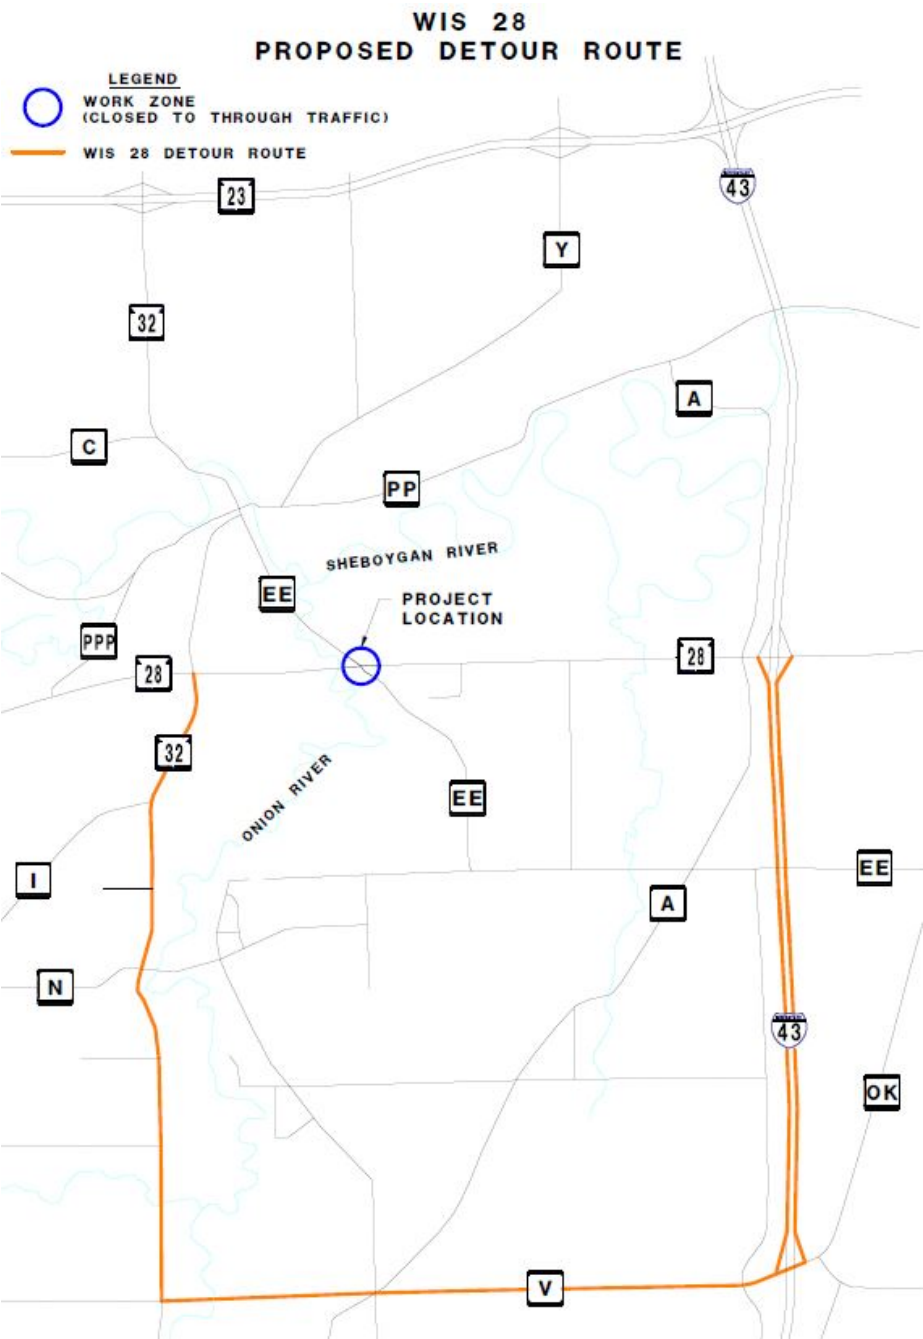 WIS 28
PROPOSED DETOUR ROUTE
LEGEND
WORK ZONE
(CLOSED TO THROUGH TRAFFIC)
WIS 28 DETOUR ROUTE
23
43
Y
32
A
C
PP
SHEBOYGAN RIVER
EE
PROJECT
LOCATION
PPP
28
28
32
ONION RIVER
EE
I
EE
A
N
43
OK
V